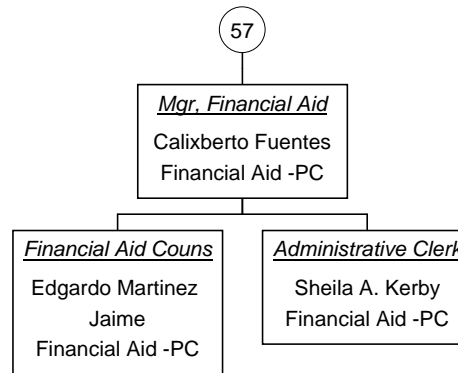 57
Mgr, Financial Aid
Calixberto Fuentes
Financial Aid -PC
Financial Aid Couns
Edgardo Martinez
Jaime
Financial Aid -PC
Administrative Clerk
Sheila A. Kerby
Financial Aid -PC